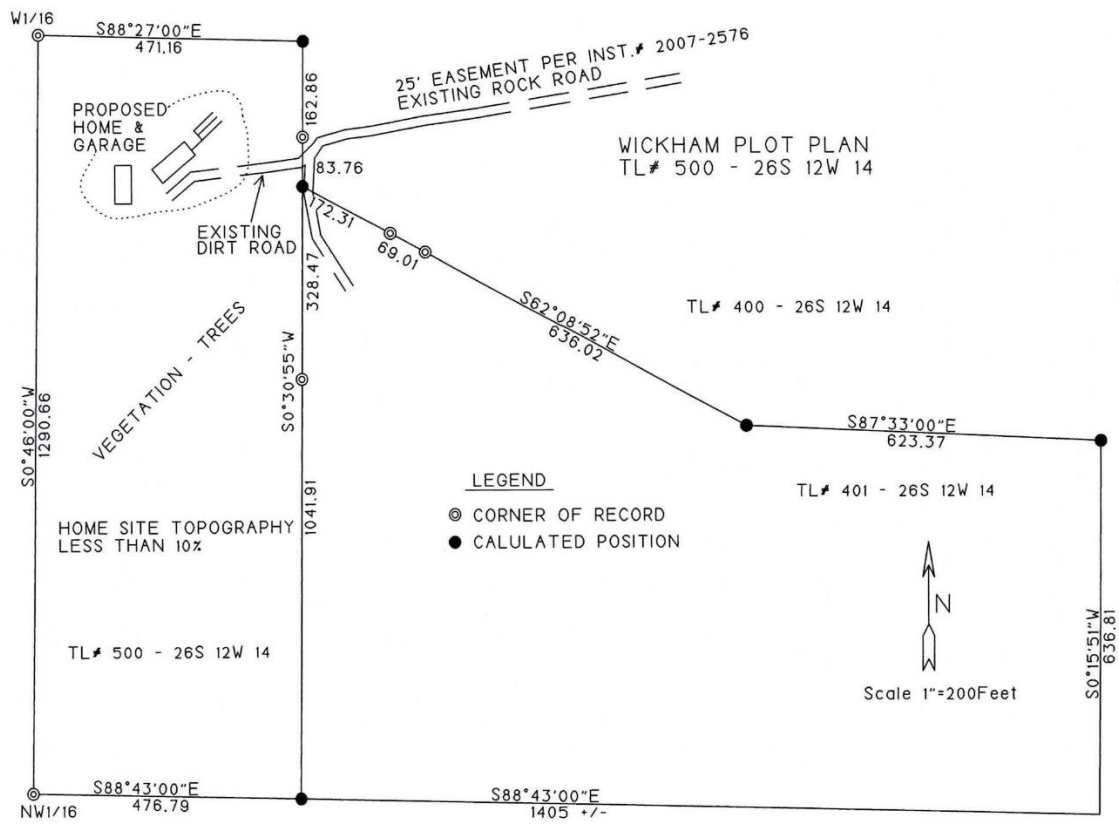 W1/16
S88°27'00"E
471.16
25' EASEMENT PER INST.# 2007-2576
EXISTING ROCK ROAD
162.86
PROPOSED
HOME &
GARAGE
WICKHAM PLOT PLAN
TL# 500 - 26S 12W 14
83.76
172.31
EXISTING
DIRT ROAD
69.01
328.47
S62°08'52"E
636.02
TL# 400 - 26S 12W 14
VEGETATION - TREES
S0°30'55"W
S0°46'00"W
1290.66
S87°33'00"E
623.37
LEGEND
CORNER OF RECORD
CALULATED POSITION
TL# 401 - 26S 12W 14
1041.91
HOME SITE TOPOGRAPHY
LESS THAN 10%
N
TL# 500 - 26S 12W 14
S0°15'51"W
636.81
Scale 1"=200Feet
S88°43'00"E
476.79
S88°43'00"E
1405 +/-
NW1/16